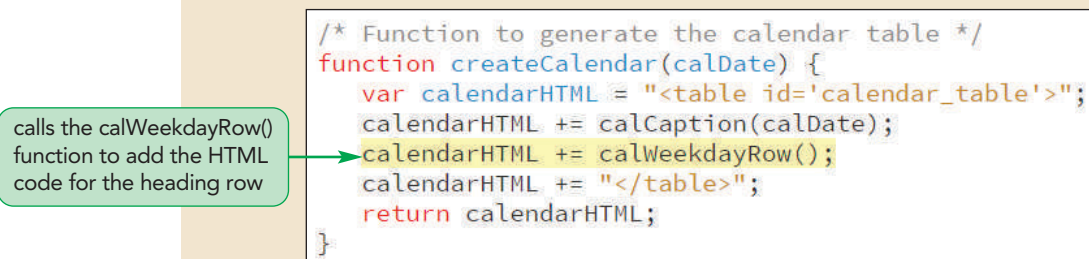 /* Function to generate the calendar table */
function createCalendar(calDate) {
var calendarHTML = "<table id='calendar_table'>";
calendarHTML += calCaption(calDate);
calls the calWeekdayRow()
function to add the HTML
code for the heading row
calendarHTML += calWeekdayRow();
calendarHTML += "</table>";
return calendarHTML;
}